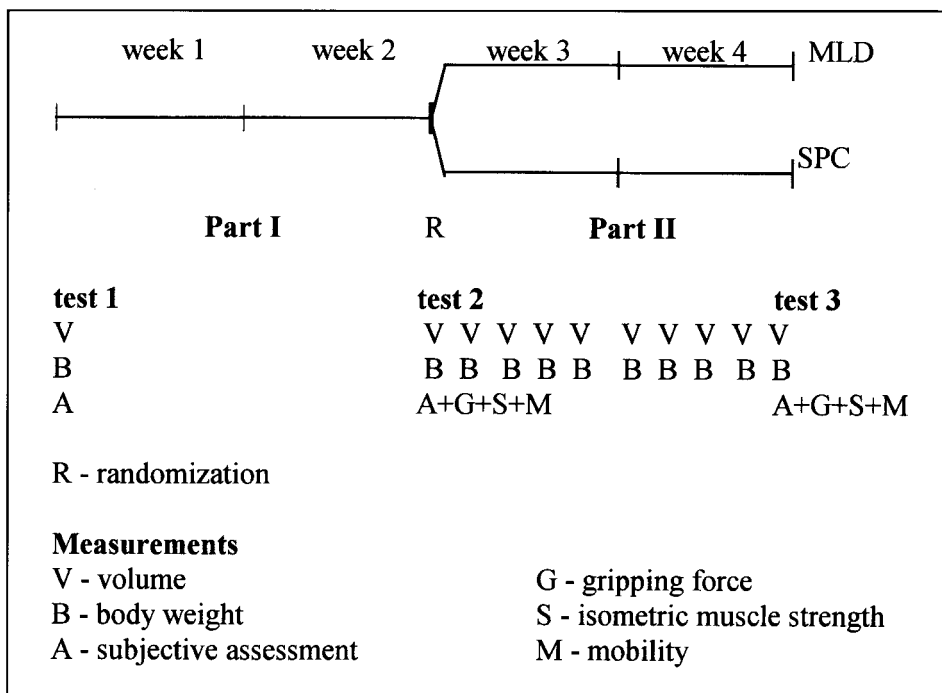 week 1 week 2 week 3 week 4 MLD
SPC
Part I R Part II
test 1 test 2 test 3
V V V V V V V V V V V
B B B B B B B B B B B
A A+G+S+M A+G+S+M
R - randomization
Measurements
V - volume G - gripping force
B - body weight S - isometric muscle strength
A - subjective assessment M - mobility